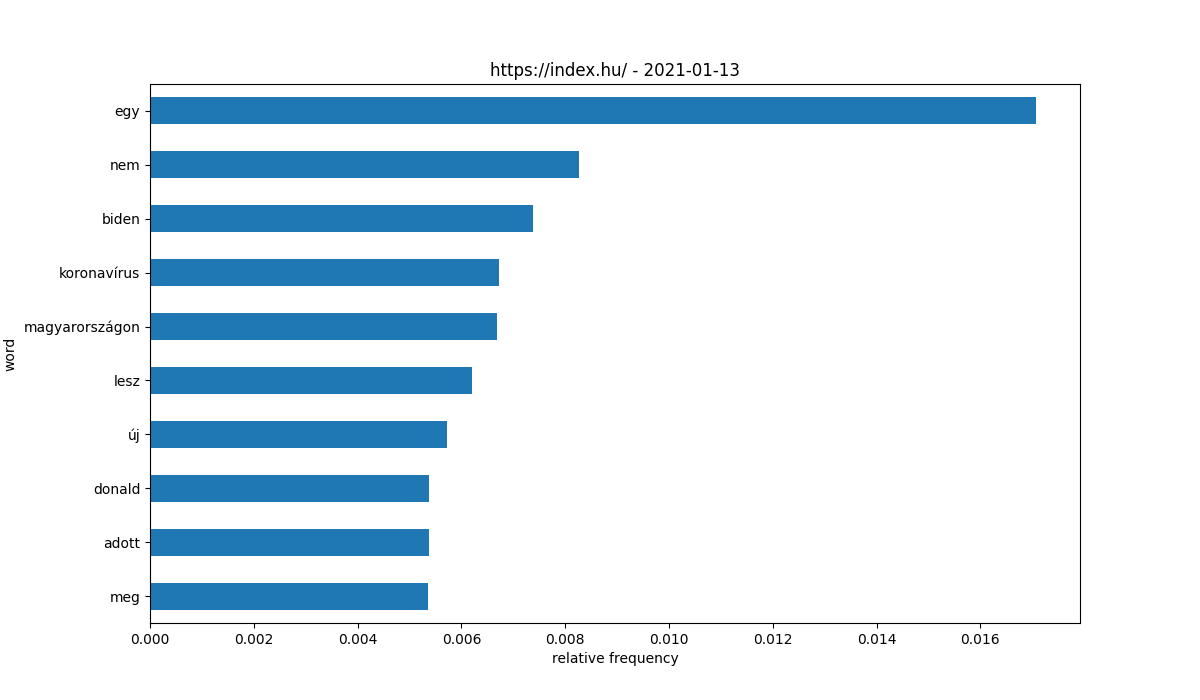 https://index.hu/ - 2021-01-13
egy
nem
biden
koronavírus
magyarországon
lesz
új
donald
adott
meg
word
0.000 0.002 0.004 0.006 0.008 0.010 0.012 0.014 0.016
relative frequency